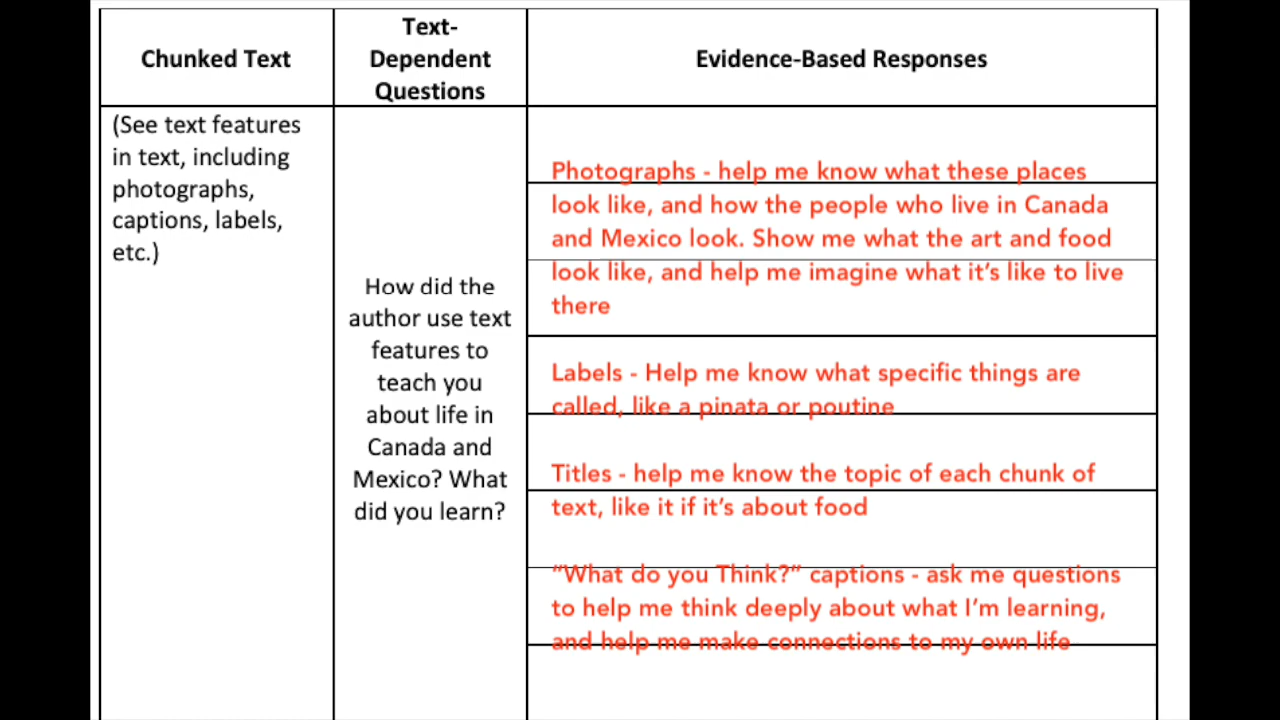 Chunked Text
Text-
Dependent
Questions
Evidence-Based Responses
(See text features
in text, including
photographs,
captions, labels,
etc.)
How did the
author use text
features to
teach you
about life in
Canada and
Mexico? What
did you learn?
Photographs - help me know what these places
look like, and how the people who live in Canada
and Mexico look. Show me what the art and food
look like, and help me imagine what it's like to live
there
Labels - Help me know what specific things are
called, like a pinata or poutine
Titles - help me know the topic of each chunk of
text, like it if it's about food
"What do you Think?" captions - ask me questions
to help me think deeply about what I'm learning,
and help me make connections to my own life